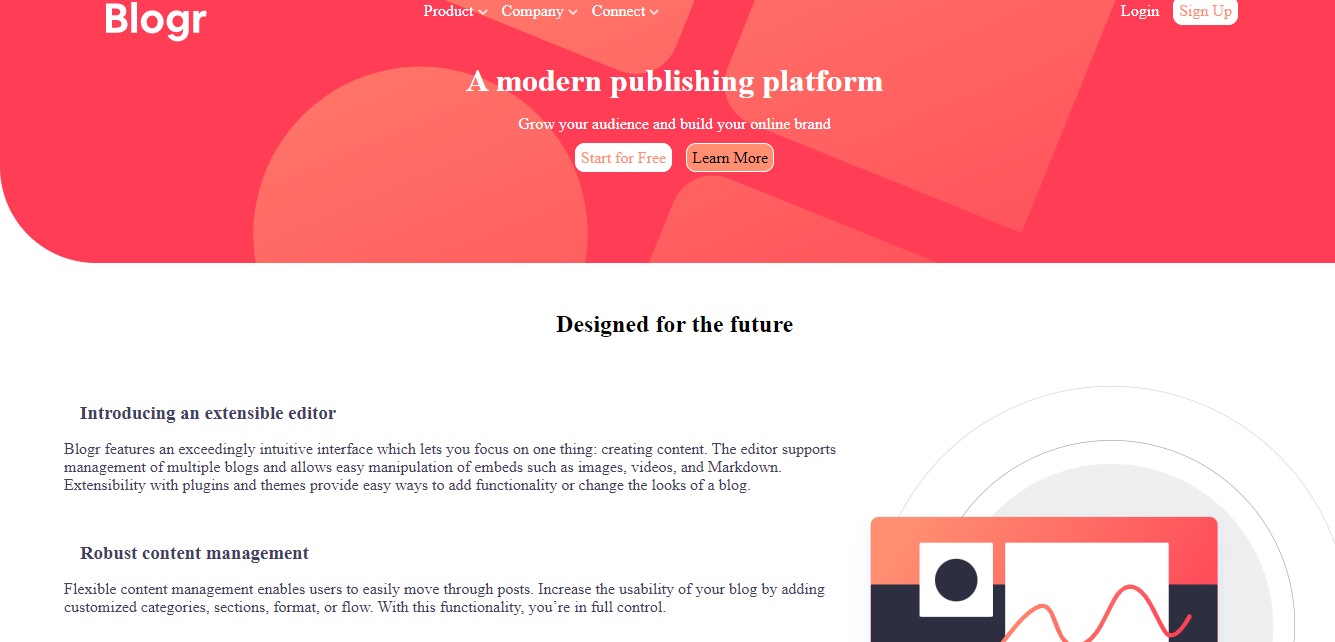 Blogr
Product Company Connect
Login Sign Up
A modern publishing platform
Grow your audience and build your online brand
Start for Free Learn More
Designed for the future
Introducing an extensible editor
Blogr features an exceedingly intuitive interface which lets you focus on one thing: creating content. The editor supports
management of multiple blogs and allows easy manipulation of embeds such as images, videos, and Markdown.
Extensibility with plugins and themes provide easy ways to add functionality or change the looks of a blog.
Robust content management
Flexible content management enables users to easily move through posts. Increase the usability of your blog by adding
customized categories, sections, format, or flow. With this functionality, you’re in full control.